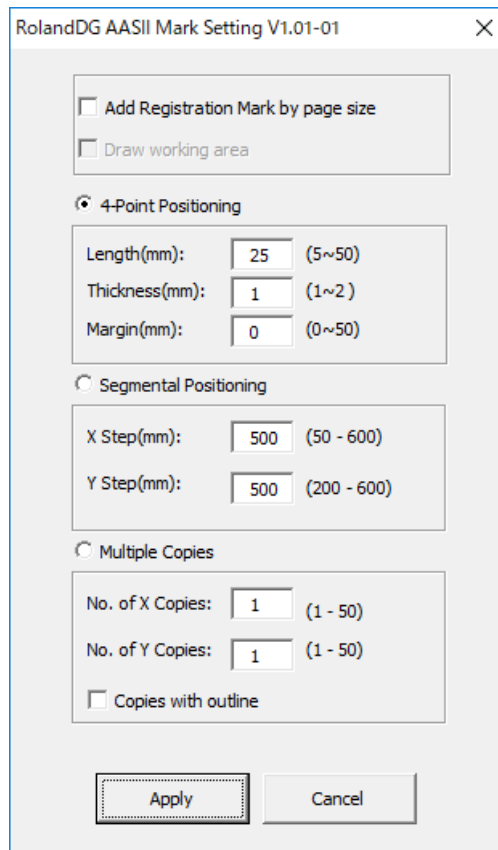 RolandDG AASII Mark Setting V1.01-01
Add Registration Mark by page size
Draw working area
4-Point Positioning
Length(mm): 25 (5~50)
Thickness(mm): 1 (1~2 )
Margin(mm): 0 (0~50)
Segmental Positioning
X Step(mm): 500 (50 - 600)
Y Step(mm): 500 (200 - 600)
Multiple Copies
No. of X Copies: 1 (1 - 50)
No. of Y Copies: 1 (1 - 50)
Copies with outline
Apply Cancel